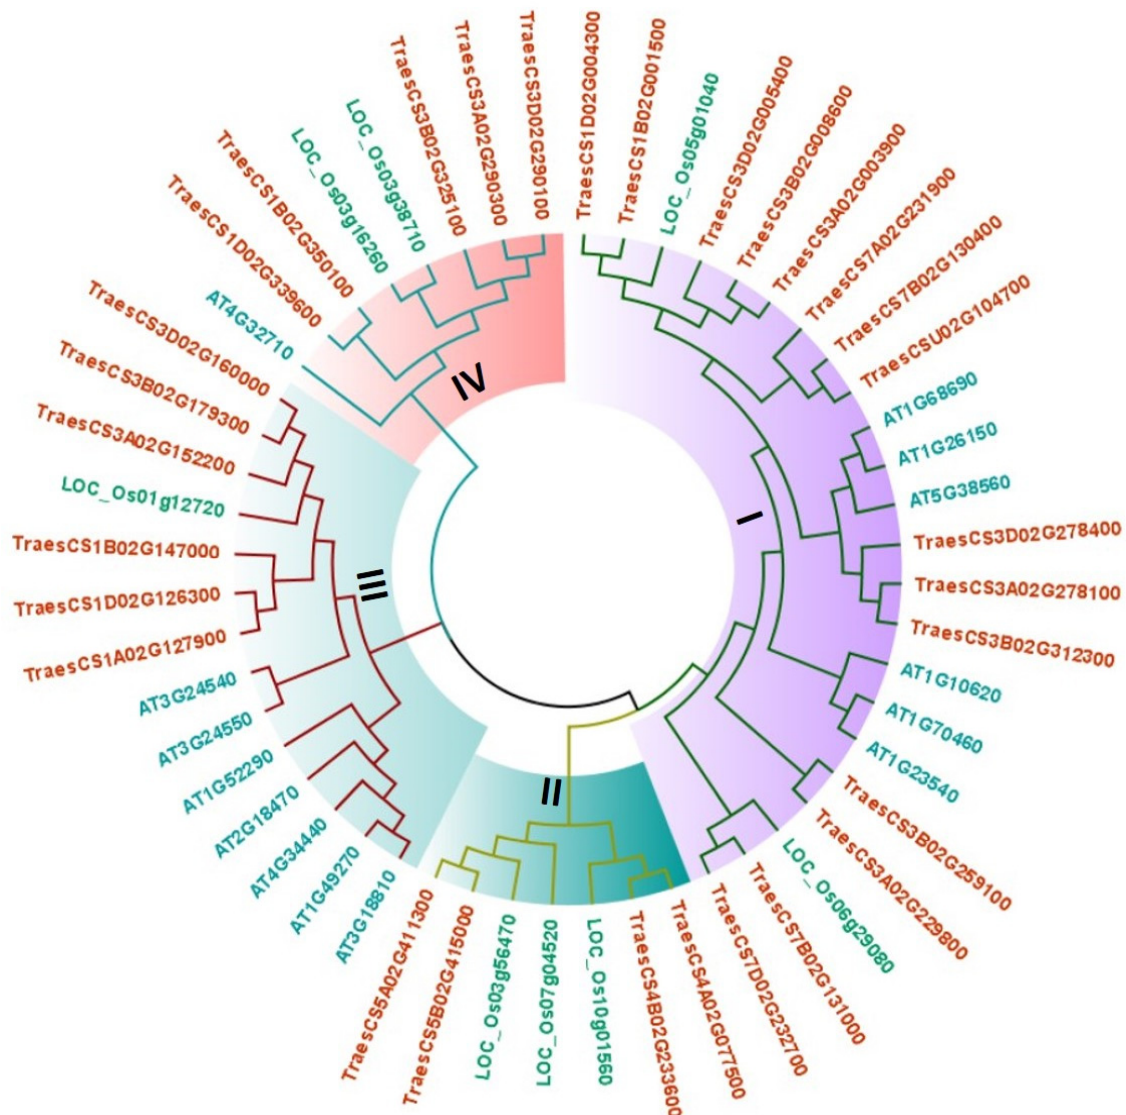 TraesCS1D02G004300
TraesCS1B02G001500
LOC_Os05g01040
TraesCS3D02G005400
TraesCS3B02G008600
TraesCS3A02G003900
TraesCS7A02G231900
TraesCS7B02G130400
TraesCSU02G104700
AT1G68690
AT1G26150
AT5G38560
TraesCS3D02G278400
TraesCS3A02G278100
TraesCS3B02G312300
AT1G10620
AT1G70460
AT1G23540
TraesCS3B02G259100
TraesCS3A02G229800
LOC_Os06g29080
TraesCS7B02G131000
TraesCS7D02G232700
TraesCS4A02G077500
TraesCS4B02G233600
LOC_Os10g01560
LOC_Os07g04520
LOC_Os03g56470
TraesCS5B02G415000
TraesCS5A02G411300
AT3G18810
AT1G49270
AT4G34440
AT2G18470
AT1G52290
AT3G24550
AT3G24540
TraesCS1A02G127900
TraesCS1D02G126300
TraesCS1B02G147000
LOC_Os01g12720
TraesCS3A02G152200
TraesCS3B02G179300
TraesCS3D02G160000
AT4G32710
TraesCS1D02G339600
TraesCS1B02G350100
LOC_Os03g16260
LOC_Os03g38710
TraesCS3B02G325100
TraesCS3A02G290300
TraesCS3D02G290100
I
II
III
IV